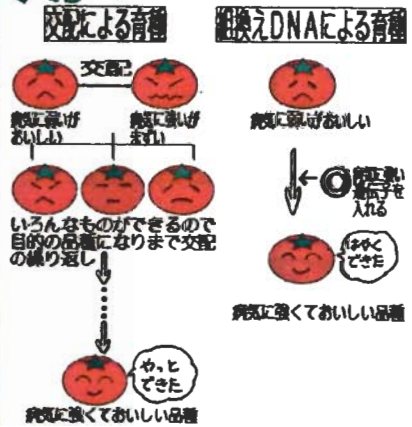 交配による育種
交配
病気に弱いが
おいしい
病気に強いが
まずい
いろんなものができるので
目的の品種になりまで交配
の繰り返し
やっと
できた
病気に強くておいしい品種
組換えDNAによる育種
病気に弱いがおいしい
病気に強い
遺伝子を
入れる
はやく
できた
病気に強くておいしい品種